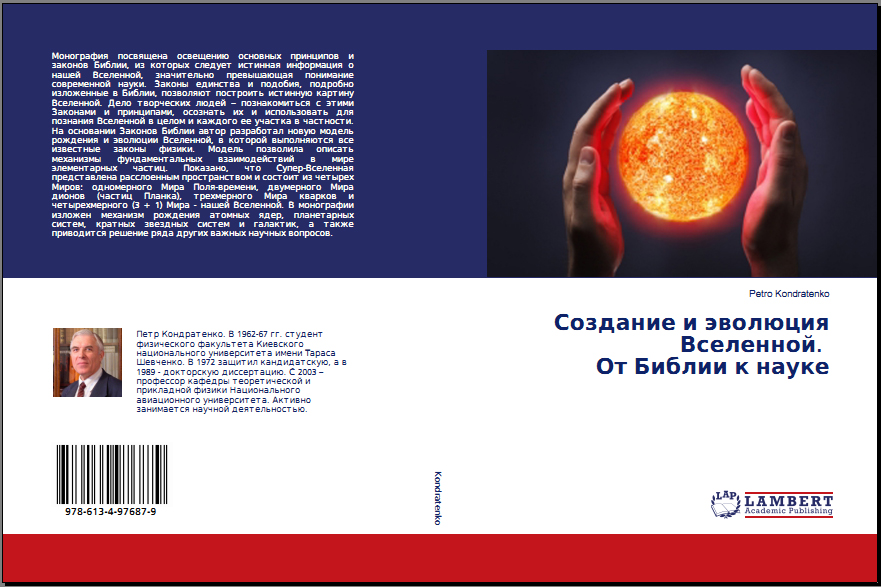 Монография посвящена освещению основных принципов и
законов Библии, из которых следует истинная информация о
нашей Вселенной, значительно превышающая понимание
современной науки. Законы единства и подобия, подробно
изложенные в Библии, позволяют построить истинную картину
Вселенной. Дело творческих людей – познакомиться с этими
Законами и принципами, осознать их и использовать для
познания Вселенной в целом и каждого ее участка в частности.
На основании Законов Библии автор разработал новую модель
рождения и эволюции Вселенной, в которой выполняются все
известные законы физики. Модель позволила описать
механизмы фундаментальных взаимодействий в мире
элементарных частиц. Показано, что Супер-Вселенная
представлена расслоенным пространством и состоит из четырех
Миров: одномерного Мира Поля-времени, двумерного Мира
дионов (частиц Планка), трехмерного Мира кварков и
четырехмерного (3 + 1) Мира - нашей Вселенной. В монографии
изложен механизм рождения атомных ядер, планетарных
систем, кратных звездных систем и галактик, а также
приводится решение ряда других важных научных вопросов.
Петр Кондратенко. В 1962-67 гг. студент
физического факультета Киевского
национального университета имени Тараса
Шевченко. В 1972 защитил кандидатскую, а в
1989 - докторскую диссертацию. С 2003 –
профессор кафедры теоретической и
прикладной физики Национального
авиационного университета. Активно
занимается научной деятельностью.
978-613-4-97687-9
Kondratenko
Petro Kondratenko
Создание и эволюция
Вселенной.
От Библии к науке
LAP
LAMBERT
Academic Publishing